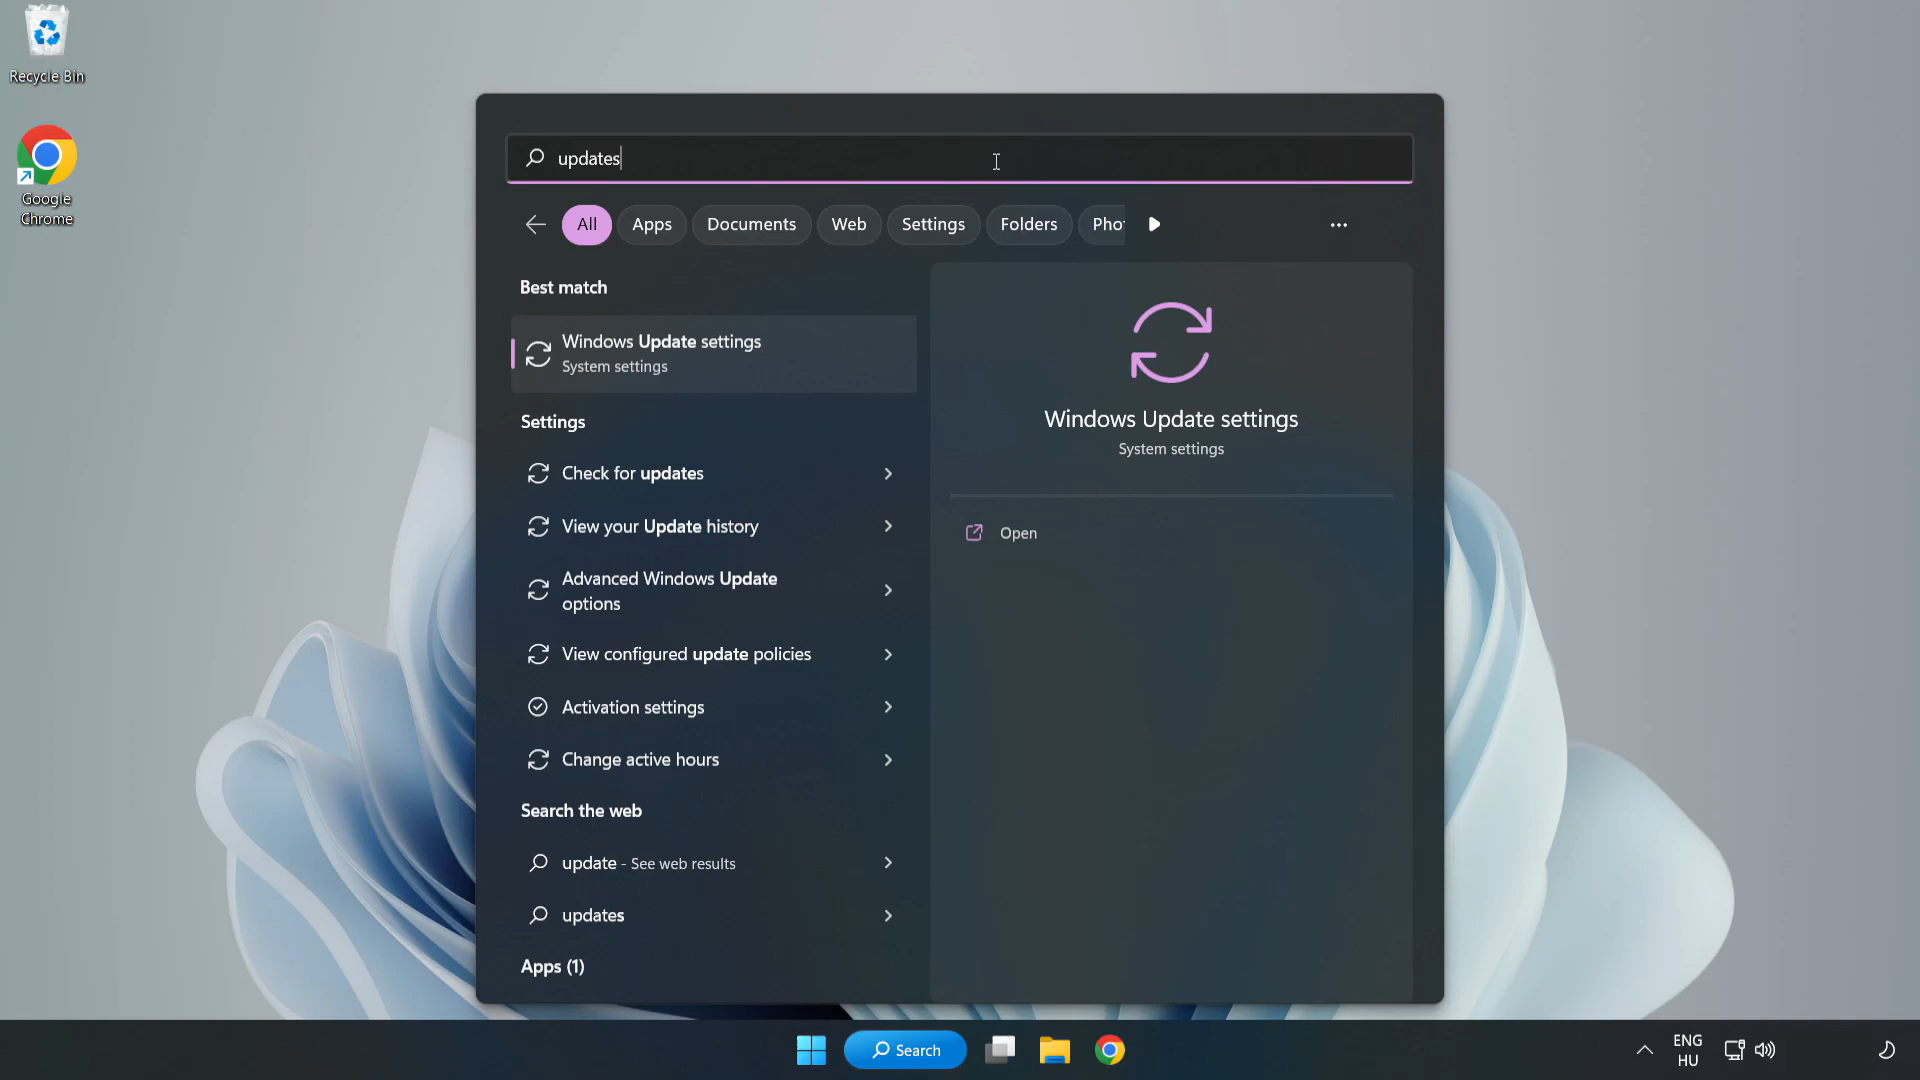 Recycle Bin
Google
Chrome
updates
All
Apps
Documents
Web
Settings
Folders
Pho
Best match
Windows Update settings
System settings
Settings
Check for updates
View your Update history
Advanced Windows Update
options
View configured update policies
Activation settings
Change active hours
Search the web
update - See web results
updates
Apps (1)
Windows Update settings
System settings
Open
Search
ENG
HU